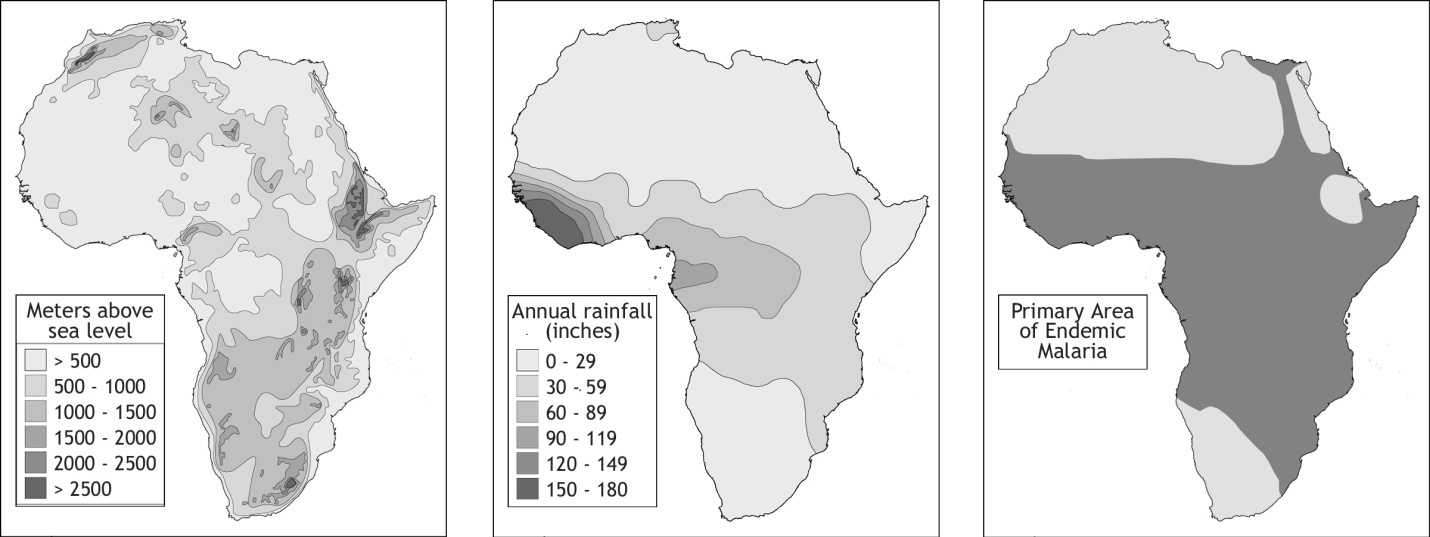 Meters above
sea level
> 500
500 - 1000
1000 - 1500
1500 - 2000
2000 - 2500
> 2500
Annual rainfall
(inches)
0 - 29
30 - 59
60 - 89
90 - 119
120 - 149
150 - 180
Primary Area
of Endemic
Malaria